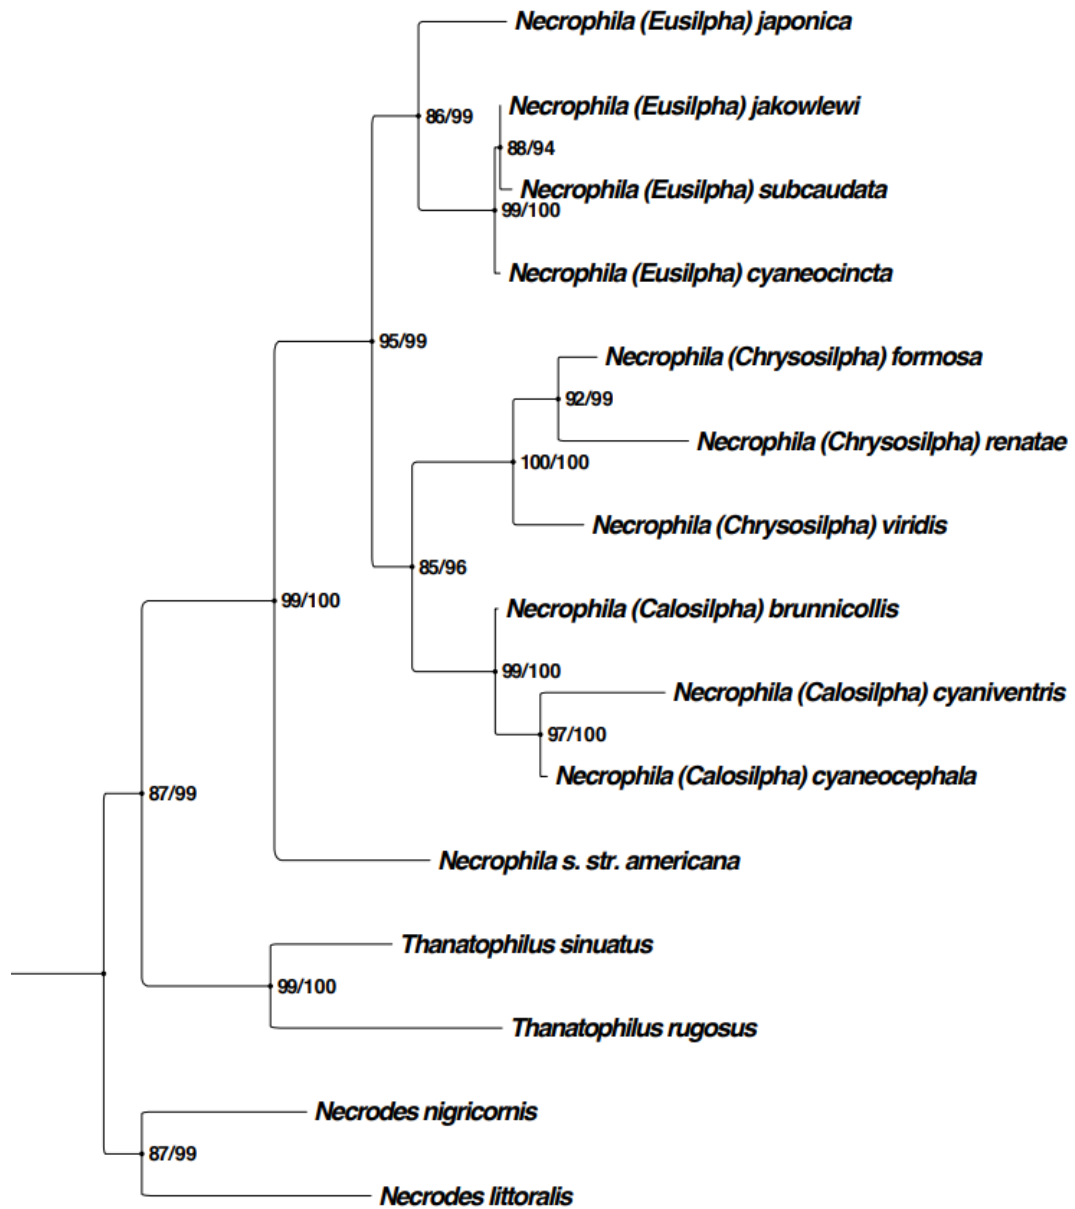 Necrophila (Eusilpha) japonica
Necrophila (Eusilpha) jakowlewi
86/99
88/94
Necrophila (Eusilpha) subcaudata
99/100
Necrophila (Eusilpha) cyaneocincta
95/99
Necrophila (Chrysosilpha) formosa
92/99
Necrophila (Chrysosilpha) renatae
100/100
Necrophila (Chrysosilpha) viridis
85/96
99/100
Necrophila (Calosilpha) brunnicollis
99/100
Necrophila (Calosilpha) cyaniventris
97/100
Necrophila (Calosilpha) cyaneocephala
87/99
Necrophila s. str. americana
Thanatophilus sinuatus
99/100
Thanatophilus rugosus
Necrodes nigricornis
87/99
Necrodes littoralis